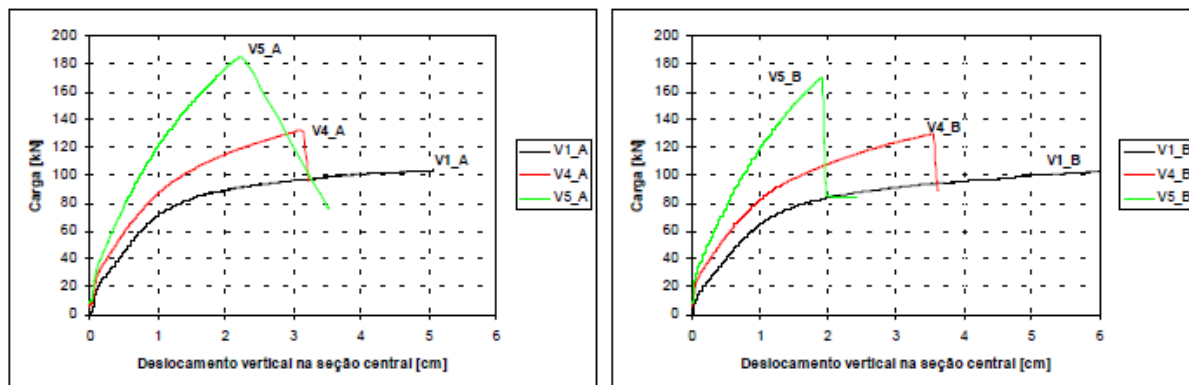 200
180
160
140
120
100
80
60
40
20
0
Carga [kN]
V5_A
V4_A
V1_A
0 1 2 3 4 5 6
Deslocamento vertical na seção central [cm]
V1_A
V4_A
V5_A
200
180
160
140
120
100
80
60
40
20
0
Carga [kN]
V5_B
V4_B
V1_B
0 1 2 3 4 5 6
Deslocamento vertical na seção central [cm]
V1_B
V4_B
V5_B